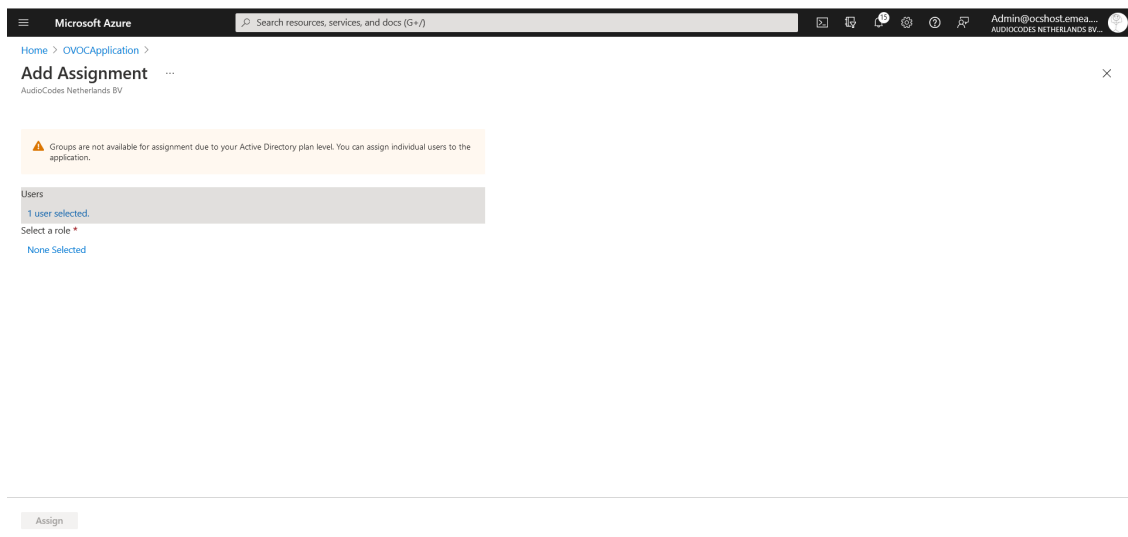 Microsoft Azure
Search resources, services, and docs (G+/)
15
Admin@ocshost.emea....
AUDIOCODES NETHERLANDS BV...
Home > OVOCApplication >
Add Assignment ...
AudioCodes Netherlands BV
Groups are not available for assignment due to your Active Directory plan level. You can assign individual users to the
application.
Users
1 user selected.
Select a role *
None Selected
Assign